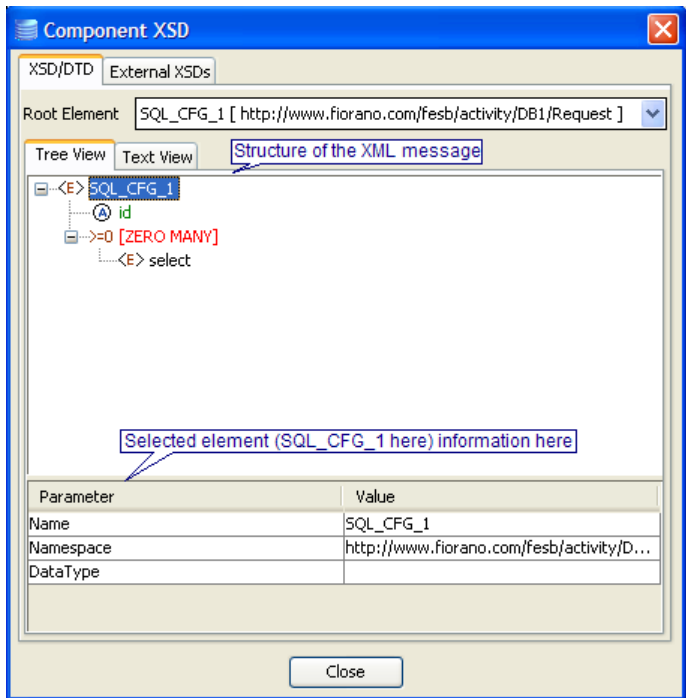 Component XSD
XSD/DTD External XSDs
Root Element SQL_CFG_1 [ http://www.fiorano.com/fesb/activity/DB1/Request ]
Tree View Text View
Structure of the XML message
<E> SQL_CFG_1
A id
>=0 [ZERO MANY]
<E> select
Selected element (SQL_CFG_1 here) information here
Parameter Value
Name SQL_CFG_1
Namespace http://www.fiorano.com/fesb/activity/D...
DataType
Close